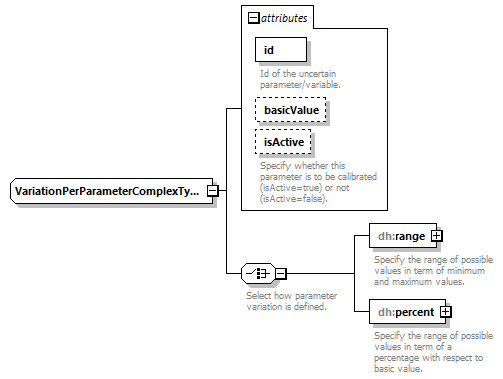 attributes
id
Id of the uncertain
parameter/variable.
basicValue
isActive
Specify whether this
parameter is to be calibrated
(isActive=true) or not
(isActive=false).
VariationPerParameterComplexTy...
Select how parameter
variation is defined.
dh:range
Specify the range of possible
values in term of minimum
and maximum values.
dh:percent
Specify the range of possible
values in term of a
percentage with respect to
basic value.